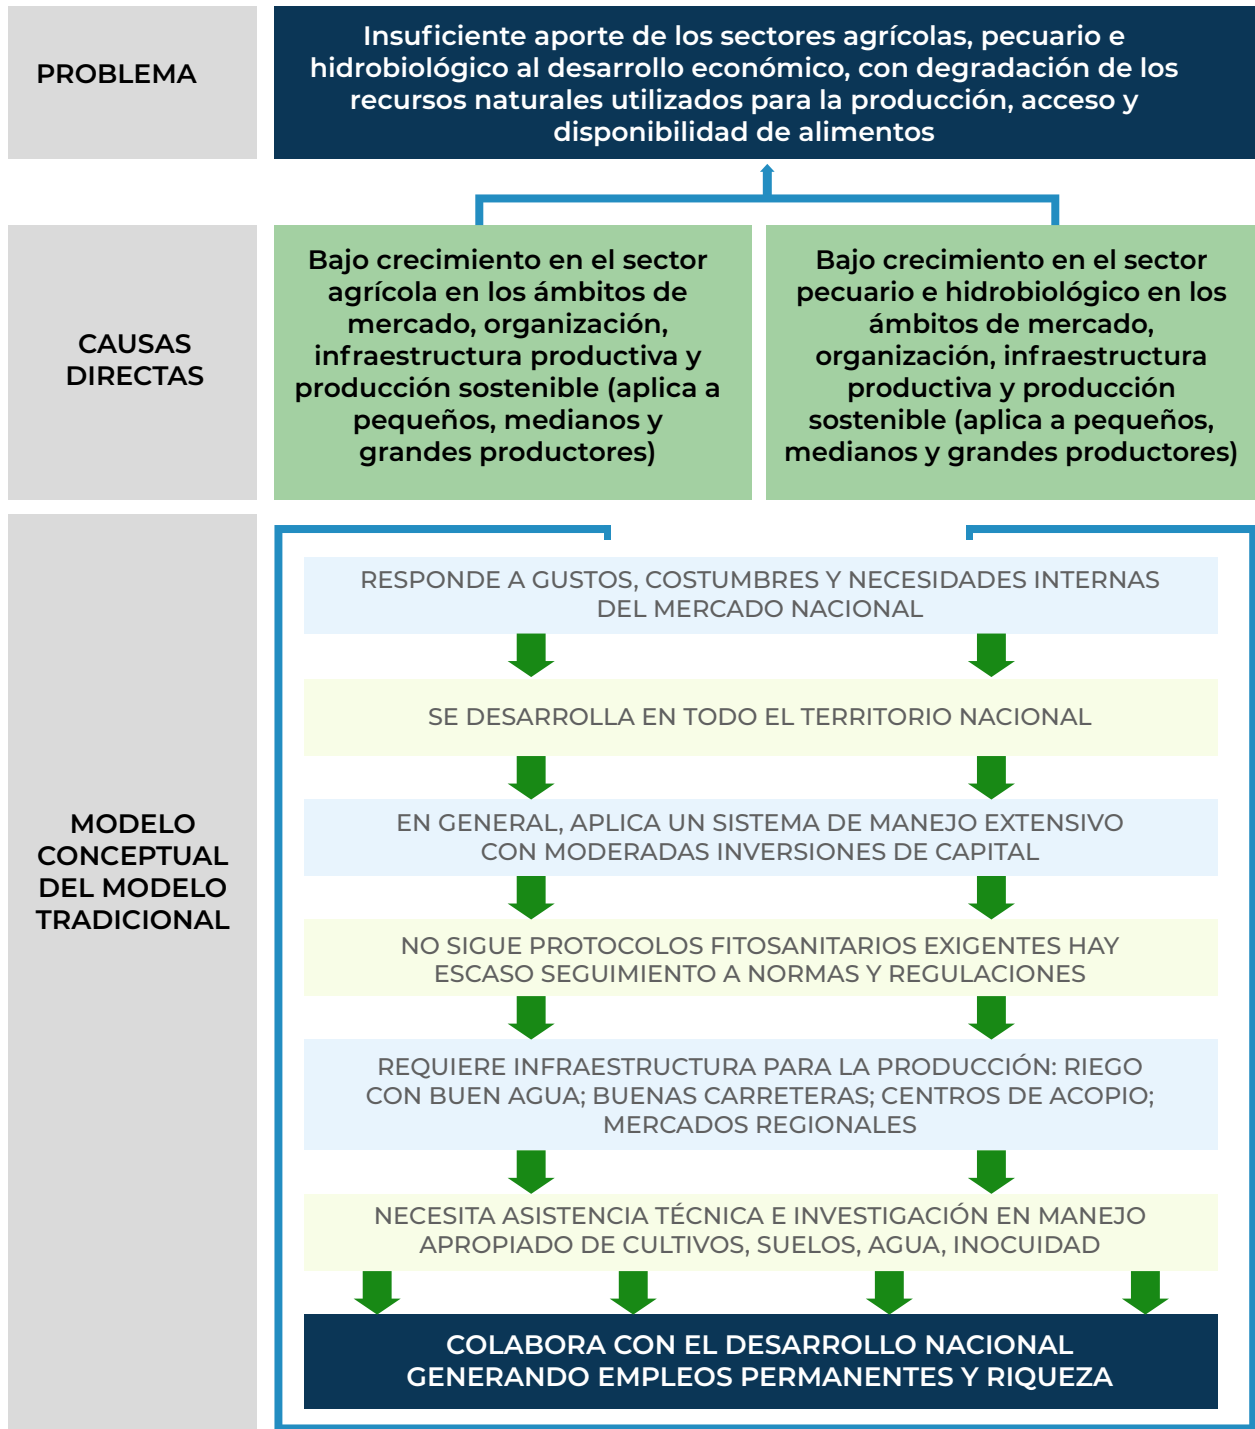 PROBLEMA
Insuficiente aporte de los sectores agrícolas, pecuario e
hidrobiológico al desarrollo económico, con degradación de los
recursos naturales utilizados para la producción, acceso y
disponibilidad de alimentos
CAUSAS
DIRECTAS
Bajo crecimiento en el sector
agrícola en los ámbitos de
mercado, organización,
infraestructura productiva y
producción sostenible (aplica a
pequeños, medianos y
grandes productores)
Bajo crecimiento en el sector
pecuario e hidrobiológico en los
ámbitos de mercado,
organización, infraestructura
productiva y producción
sostenible (aplica a pequeños,
medianos y grandes productores)
MODELO
CONCEPTUAL
DEL MODELO
TRADICIONAL
RESPONDE A GUSTOS, COSTUMBRES Y NECESIDADES INTERNAS
DEL MERCADO NACIONAL
SE DESARROLLA EN TODO EL TERRITORIO NACIONAL
EN GENERAL, APLICA UN SISTEMA DE MANEJO EXTENSIVO
CON MODERADAS INVERSIONES DE CAPITAL
NO SIGUE PROTOCOLOS FITOSANITARIOS EXIGENTES HAY
ESCASO SEGUIMIENTO A NORMAS Y REGULACIONES
REQUIERE INFRAESTRUCTURA PARA LA PRODUCCIÓN: RIEGO
CON BUEN AGUA; BUENAS CARRETERAS; CENTROS DE ACOPIO;
MERCADOS REGIONALES
NECESITA ASISTENCIA TÉCNICA E INVESTIGACIÓN EN MANEJO
APROPIADO DE CULTIVOS, SUELOS, AGUA, INOCUIDAD
COLABORA CON EL DESARROLLO NACIONAL
GENERANDO EMPLEOS PERMANENTES Y RIQUEZA